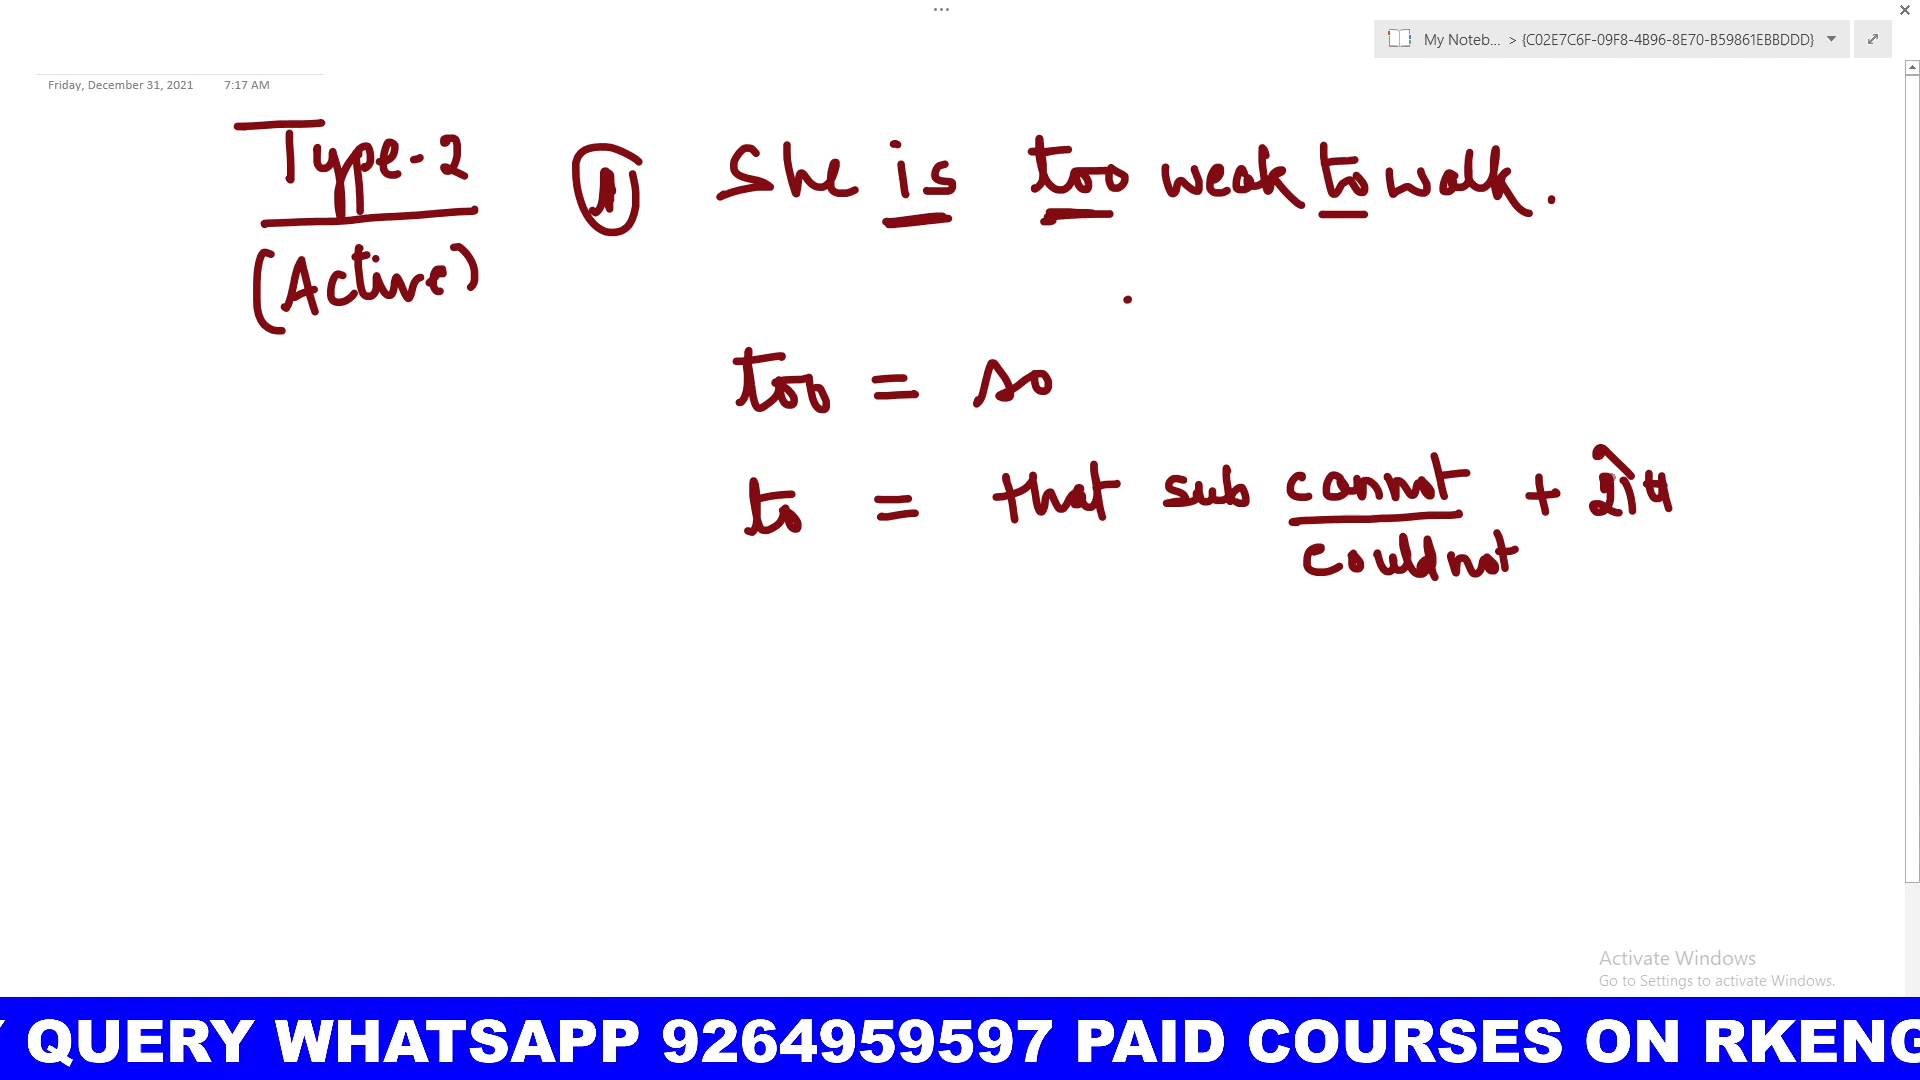 My Noteb... > {C02E7C6F-09F8-4B96-8E70-B59861EBBDDD}
Friday, December 31, 2021 7:17 AM
Type-2 ① She is too weak to walk.
(Active)
too = so
to = that sub cannot + शेष
could not
Activate Windows
Go to Settings to activate Windows.
QUERY WHATSAPP 9264959597 PAID COURSES ON RKENG